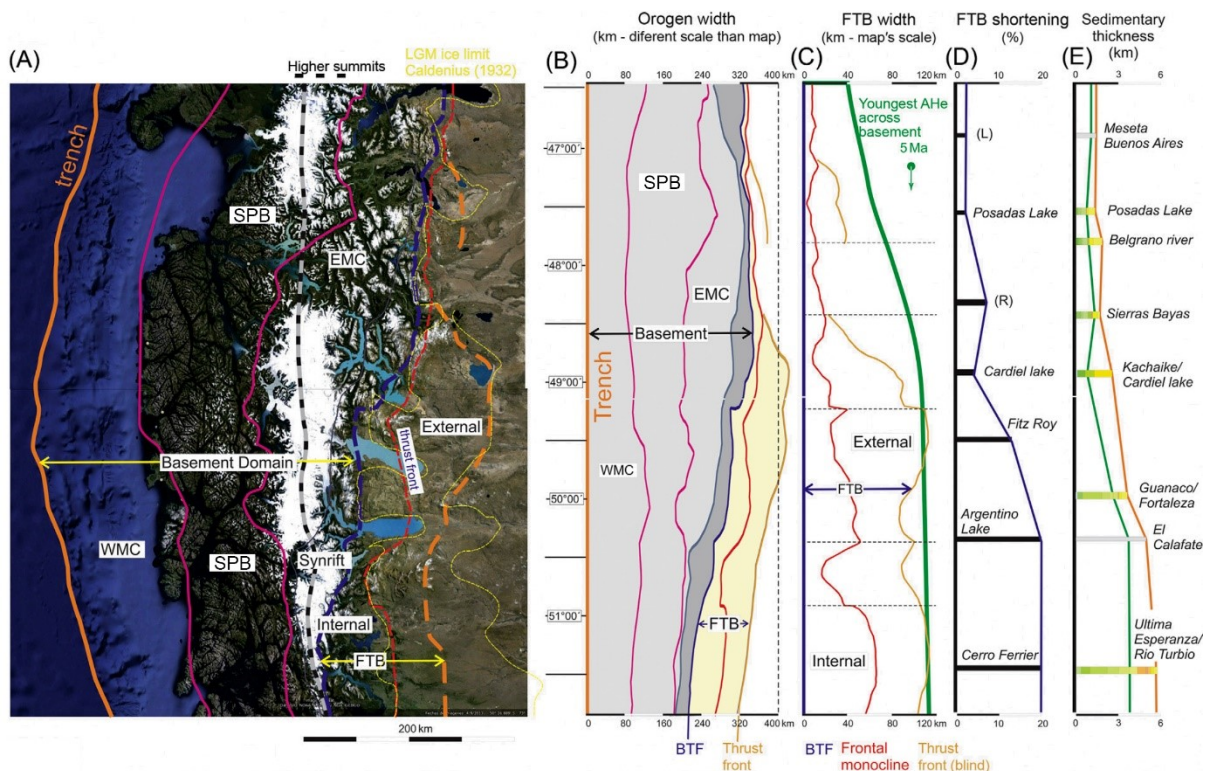 (A)
Higher summits
LGM ice limit
Caldenius (1932)
trench
SPB
EMC
External
thrust front
Basement Domain
WMC
SPB
Synrift
Internal
FTB
200 km
Orogen width
(km - diferent scale than map)
(B)
0 80 160 240 320 400 km
47°00'
48°00'
49°00'
50°00'
51°00'
SPB
EMC
Basement
Trench
WMC
FTB
0 80 160 240 320 400 km
BTF
Thrust
front
FTB width
(km - map's scale)
(C)
0 40 80 120 km
Youngest AHe
across
basement
5 Ma
External
FTB
Internal
0 40 80 120 km
BTF
Frontal
monocline
Thrust
front (blind)
FTB shortening
(%)
(D)
0 10 20
(L)
Posadas Lake
(R)
Cardiel lake
Fitz Roy
Argentino
Lake
Cerro Ferrier
0 10 20
Sedimentary
thickness
(km)
(E)
0 3 6
Meseta
Buenos Aires
Posadas Lake
Belgrano river
Sierras Bayas
Kachaike/
Cardiel lake
Guanaco/
Fortaleza
El
Calafate
Ultima
Esperanza/
Rio Turbio
0 3 6